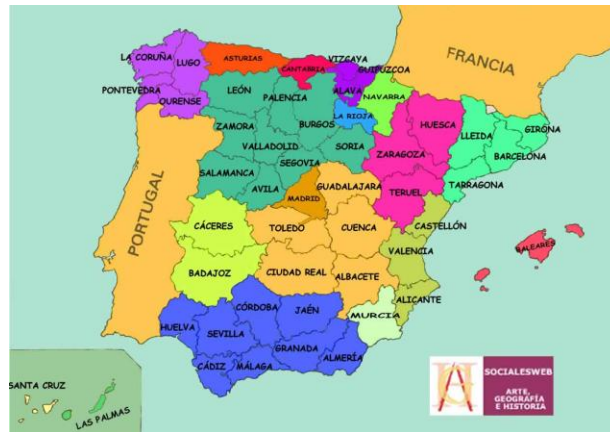 LA CORUÑA
LUGO
PONTEVEDRA
OURENSE
ASTURIAS
CANTABRIA
VIZCAYA
GUIPUZCOA
ALAVA
NAVARRA
LA RIOJA
FRANCIA
LEÓN
PALENCIA
BURGOS
ZAMORA
VALLADOLID
SORIA
SEGOVIA
SALAMANCA
AVILA
HUESCA
ZARAGOZA
TERUEL
LLEIDA
GIRONA
BARCELONA
TARRAGONA
PORTUGAL
MADRID
GUADALAJARA
TOLEDO
CUENCA
CIUDAD REAL
ALBACETE
CÁCERES
BADAJOZ
CASTELLÓN
VALENCIA
ALICANTE
BALEARES
MURCIA
HUELVA
SEVILLA
CÓRDOBA
JAÉN
CÁDIZ
MÁLAGA
GRANADA
ALMERÍA
SANTA CRUZ
LAS PALMAS
SOCIALESWEB
ARTE,
GEOGRAFÍA
E HISTORIA